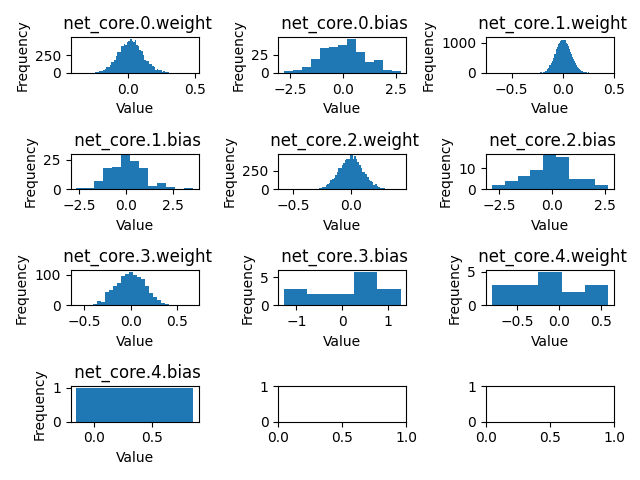 net_core.0.weight
net_core.0.bias
net_core.1.weight
Frequency
250
0
0.0
0.5
Value
Frequency
25
0
−2.5
0.0
2.5
Value
Frequency
1000
0
−0.5
0.0
0.5
Value
net_core.1.bias
net_core.2.weight
net_core.2.bias
Frequency
25
0
−2.5
0.0
2.5
Value
Frequency
250
0
−0.5
0.0
Value
Frequency
10
0
−2.5
0.0
2.5
Value
net_core.3.weight
net_core.3.bias
net_core.4.weight
Frequency
100
0
−0.5
0.0
0.5
Value
Frequency
5
0
−1
0
1
Value
Frequency
5
0
−0.5
0.0
0.5
Value
net_core.4.bias
Frequency
1
0
0.0
0.5
Value
1
0
0.0
0.5
1.0
1
0
0.0
0.5
1.0